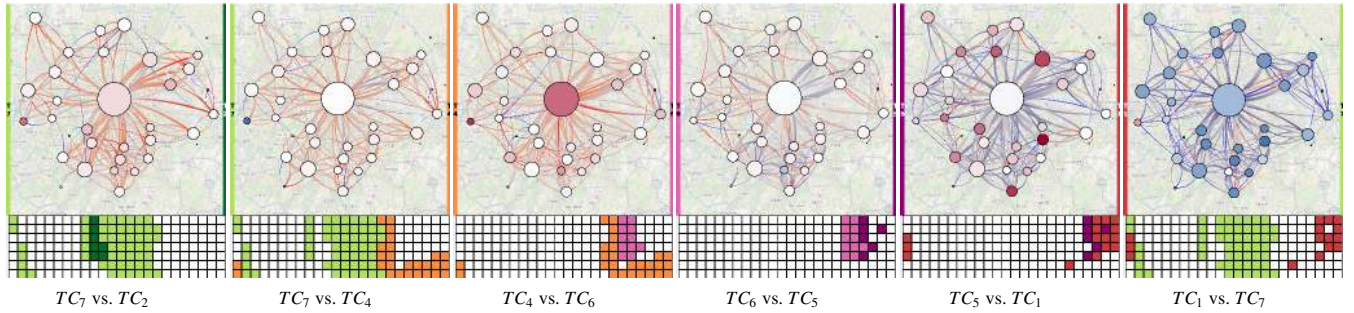 TC7 vs. TC2
TC7 vs. TC4
TC4 vs. TC6
TC6 vs. TC5
TC5 vs. TC1
TC1 vs. TC7